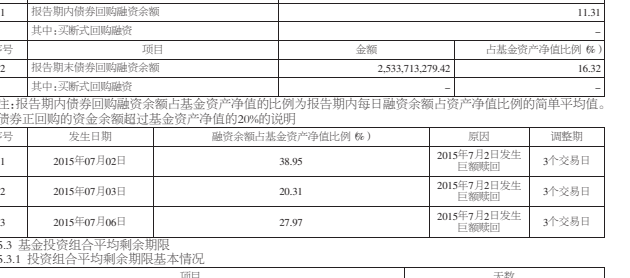 1 报告期内债券回购融资余额 11.31
其中:买断式回购融资 –
序号 项目 金额 占基金资产净值比例(%)
2 报告期末债券回购融资余额 2,533,713,279.42 16.32
其中:买断式回购融资 – –
注:报告期内债券回购融资余额占基金资产净值的比例为报告期内每日融资余额占资产净值比例的简单平均值。
债券正回购的资金余额超过基金资产净值的20%的说明
序号 发生日期 融资余额占基金资产净值比例(%) 原因 调整期
1 2015年07月02日 38.95 2015年7月2日发生巨额赎回 3个交易日
2 2015年07月03日 20.31 2015年7月2日发生巨额赎回 3个交易日
3 2015年07月06日 27.97 2015年7月2日发生巨额赎回 3个交易日
5.3 基金投资组合平均剩余期限
5.3.1 投资组合平均剩余期限基本情况
项目 天数